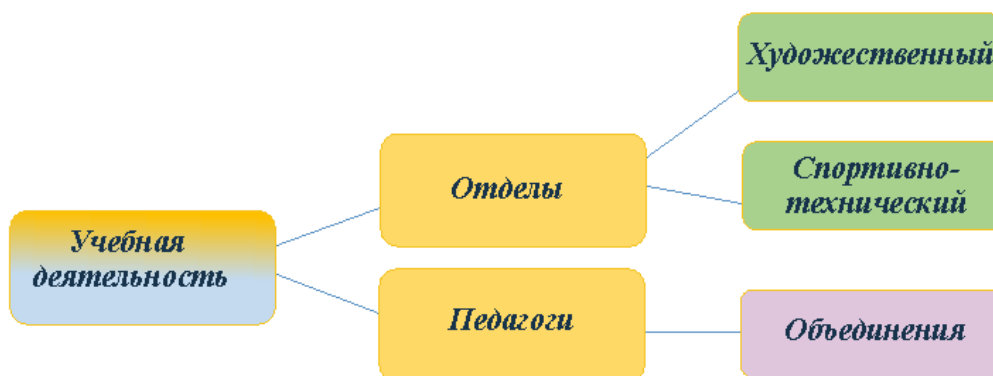 Художественный
Отделы
Спортивно-
технический
Учебная
деятельность
Педагоги
Объединения